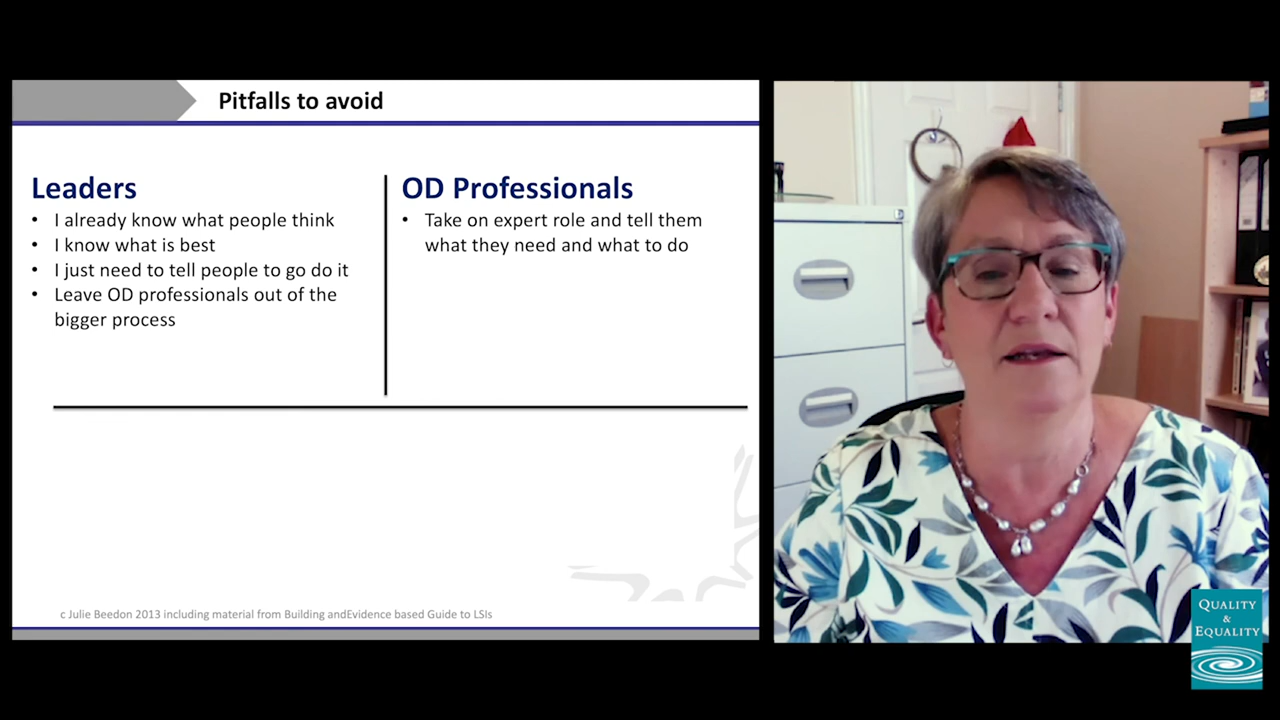 Pitfalls to avoid
Leaders
• I already know what people think
• I know what is best
• I just need to tell people to go do it
• Leave OD professionals out of the
bigger process
OD Professionals
• Take on expert role and tell them
what they need and what to do
c Julie Beedon 2013 including material from Building andEvidence based Guide to LSIs
QUALITY
&
EQUALITY